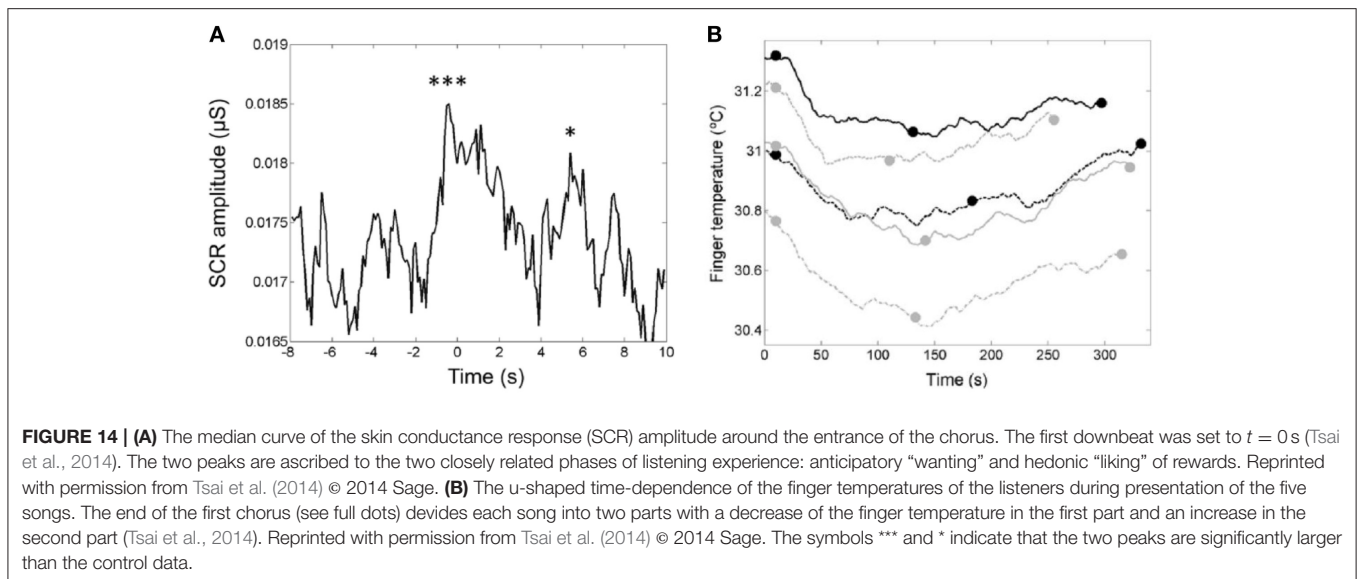 A
0.019
0.0185
0.018
0.0175
0.017
0.0165
SCR amplitude (µS)
***
*
-8 -6 -4 -2 0 2 4 6 8 10
Time (s)
B
31.2
31
30.8
30.6
30.4
Finger temperature (°C)
0 50 100 150 200 250 300
Time (s)
FIGURE 14 | (A) The median curve of the skin conductance response (SCR) amplitude around the entrance of the chorus. The first downbeat was set to t = 0 s (Tsai
et al., 2014). The two peaks are ascribed to the two closely related phases of listening experience: anticipatory “wanting” and hedonic “liking” of rewards. Reprinted
with permission from Tsai et al. (2014) © 2014 Sage. (B) The u-shaped time-dependence of the finger temperatures of the listeners during presentation of the five
songs. The end of the first chorus (see full dots) devides each song into two parts with a decrease of the finger temperature in the first part and an increase in the
second part (Tsai et al., 2014). Reprinted with permission from Tsai et al. (2014) © 2014 Sage. The symbols *** and * indicate that the two peaks are significantly larger
than the control data.